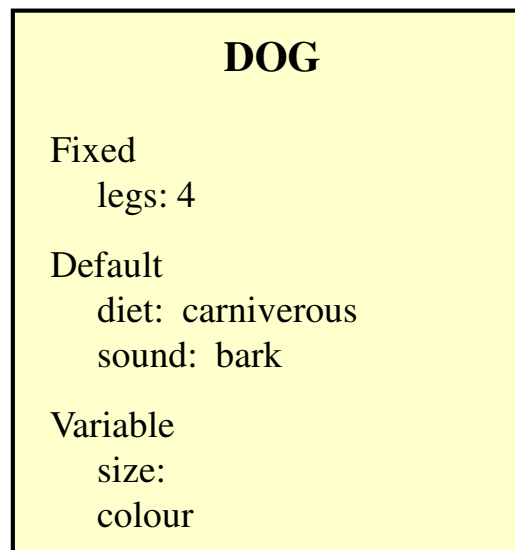 DOG
Fixed
legs: 4
Default
diet: carniverous
sound: bark
Variable
size:
colour